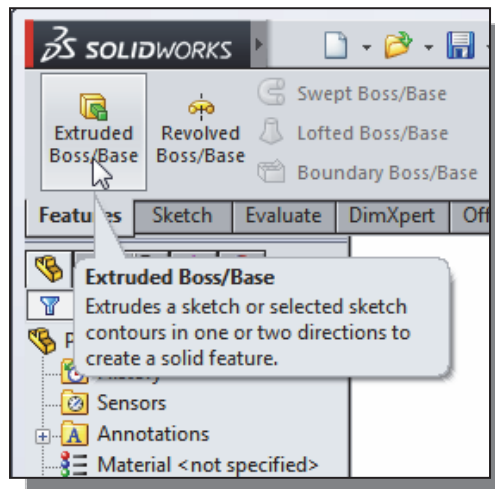 SOLIDWORKS
Extruded Boss/Base
Revolved Boss/Base
Swept Boss/Base
Lofted Boss/Base
Boundary Boss/Base
Features Sketch Evaluate DimXpert Off
Extruded Boss/Base
Extrudes a sketch or selected sketch
contours in one or two directions to
create a solid feature.
Sensors
A Annotations
Material <not specified>